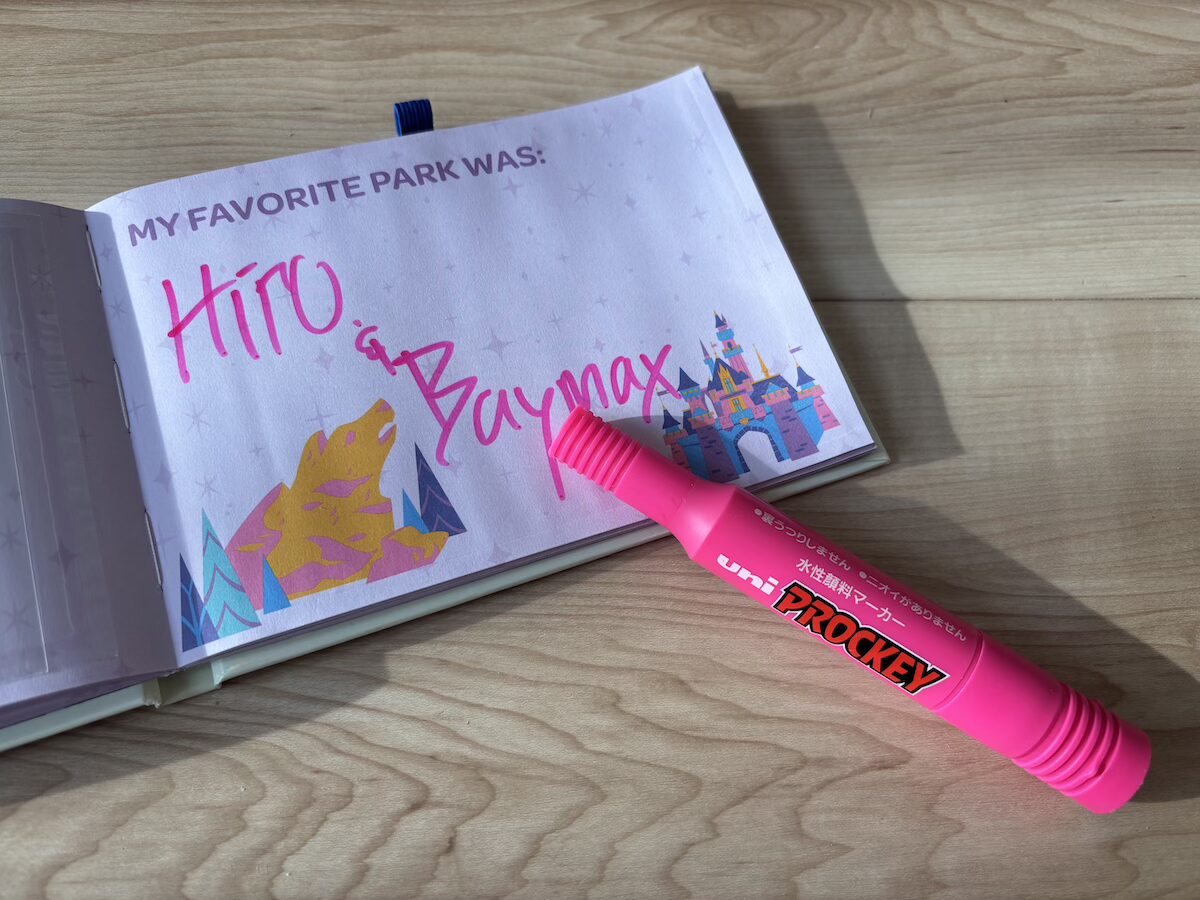 MY FAVORITE PARK WAS:
Hiro
& Baymax
•裏うつりしません •ニオイがありません
水性顔料マーカー
uni PROCKEY